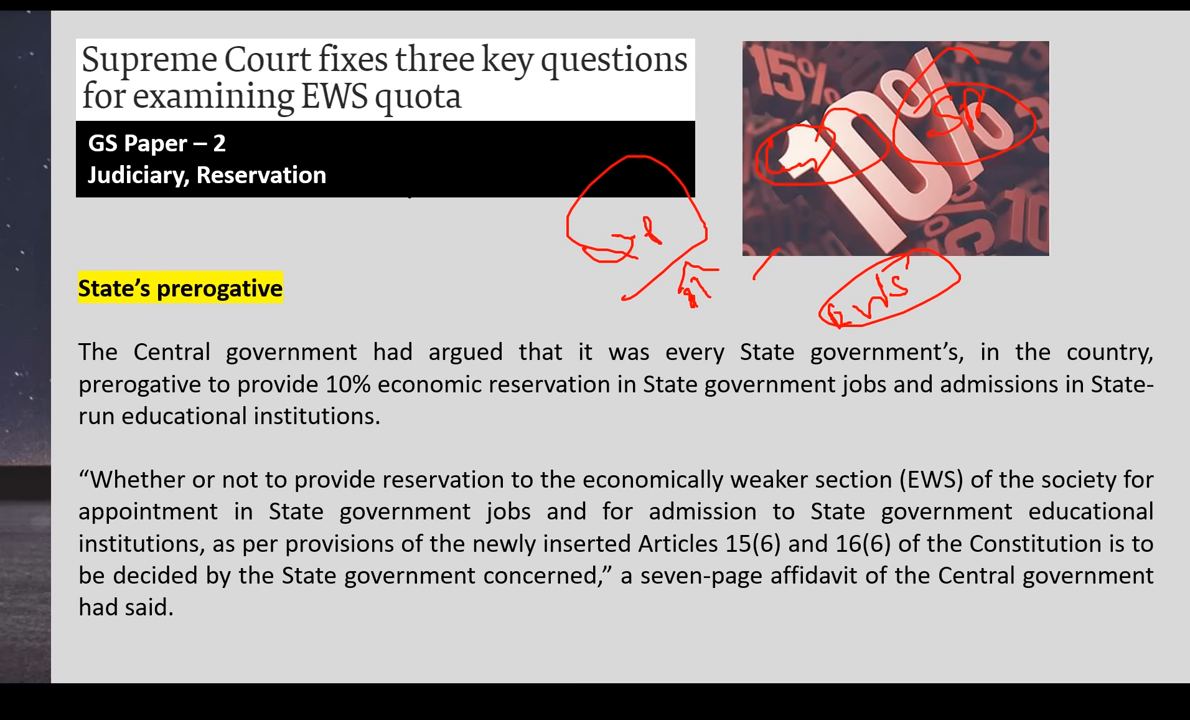 Supreme Court fixes three key questions
for examining EWS quota
GS Paper – 2
Judiciary, Reservation
15%
10%
10
EWS
State’s prerogative
The Central government had argued that it was every State government’s, in the country,
prerogative to provide 10% economic reservation in State government jobs and admissions in State-
run educational institutions.
“Whether or not to provide reservation to the economically weaker section (EWS) of the society for
appointment in State government jobs and for admission to State government educational
institutions, as per provisions of the newly inserted Articles 15(6) and 16(6) of the Constitution is to
be decided by the State government concerned,” a seven-page affidavit of the Central government
had said.